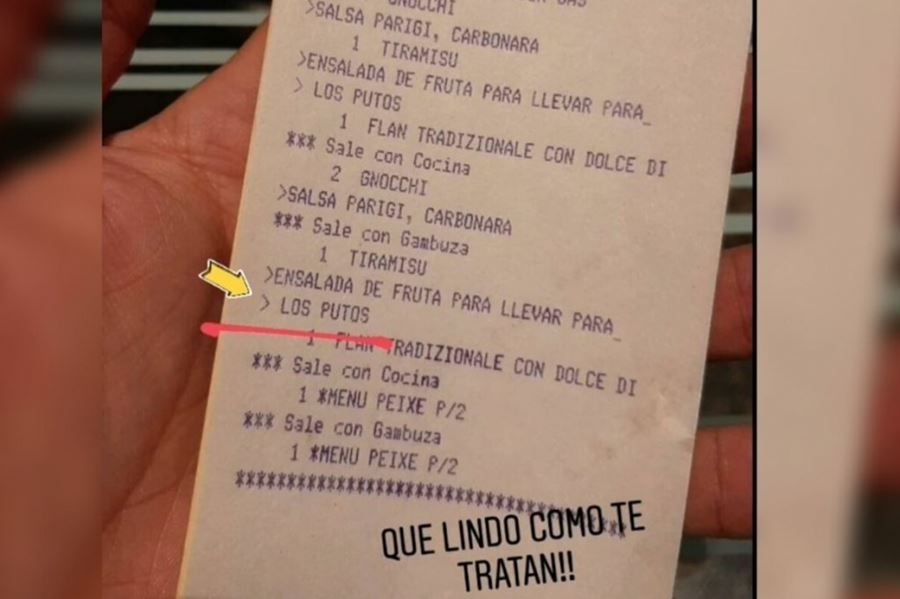 GNOCCHI
>SALSA PARIGI, CARBONARA
1 TIRAMISU
>ENSALADA DE FRUTA PARA LLEVAR PARA_
> LOS PUTOS
1 FLAN TRADIZIONALE CON DOLCE DI
*** Sale con Cocina
2 GNOCCHI
>SALSA PARIGI, CARBONARA
*** Sale con Gambuza
1 TIRAMISU
>ENSALADA DE FRUTA PARA LLEVAR PARA_
> LOS PUTOS
1 FLAN TRADIZIONALE CON DOLCE DI
*** Sale con Cocina
1 *MENU PEIXE P/2
*** Sale con Gambuza
1 *MENU PEIXE P/2
****************************************
QUE LINDO COMO TE
TRATAN!!